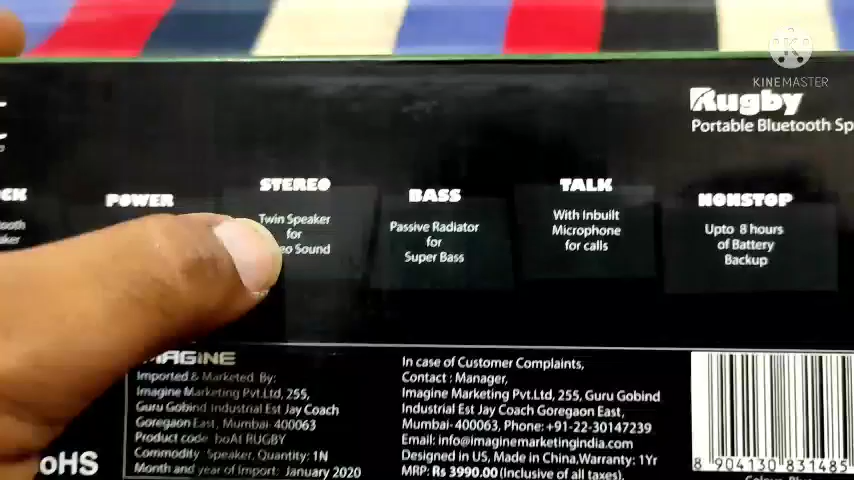 KINEMASTER
Rugby
Portable Bluetooth Sp
POWER
STEREO
Twin Speaker
for
eo Sound
BASS
Passive Radiator
for
Super Bass
TALK
With Inbuilt
Microphone
for calls
NONSTOP
Upto 8 hours
of Battery
Backup
CK
ooth
aker
IMAGINE
Imported & Marketed By:
Imagine Marketing Pvt.Ltd, 255,
Guru Gobind Industrial Est Jay Coach
Goregaon East, Mumbai-400063
Product code: boAt RUGBY
Commodity: Speaker, Quantity: 1N
Month and year of Import: January 2020
In case of Customer Complaints,
Contact : Manager,
Imagine Marketing Pvt.Ltd, 255, Guru Gobind
Industrial Est Jay Coach Goregaon East,
Mumbai-400063, Phone: +91-22-30147239
Email: info@imaginemarketingindia.com
Designed in US, Made in China,Warranty: 1Yr
MRP: Rs 3990.00 (Inclusive of all taxes).
oHS
8 904130 831485